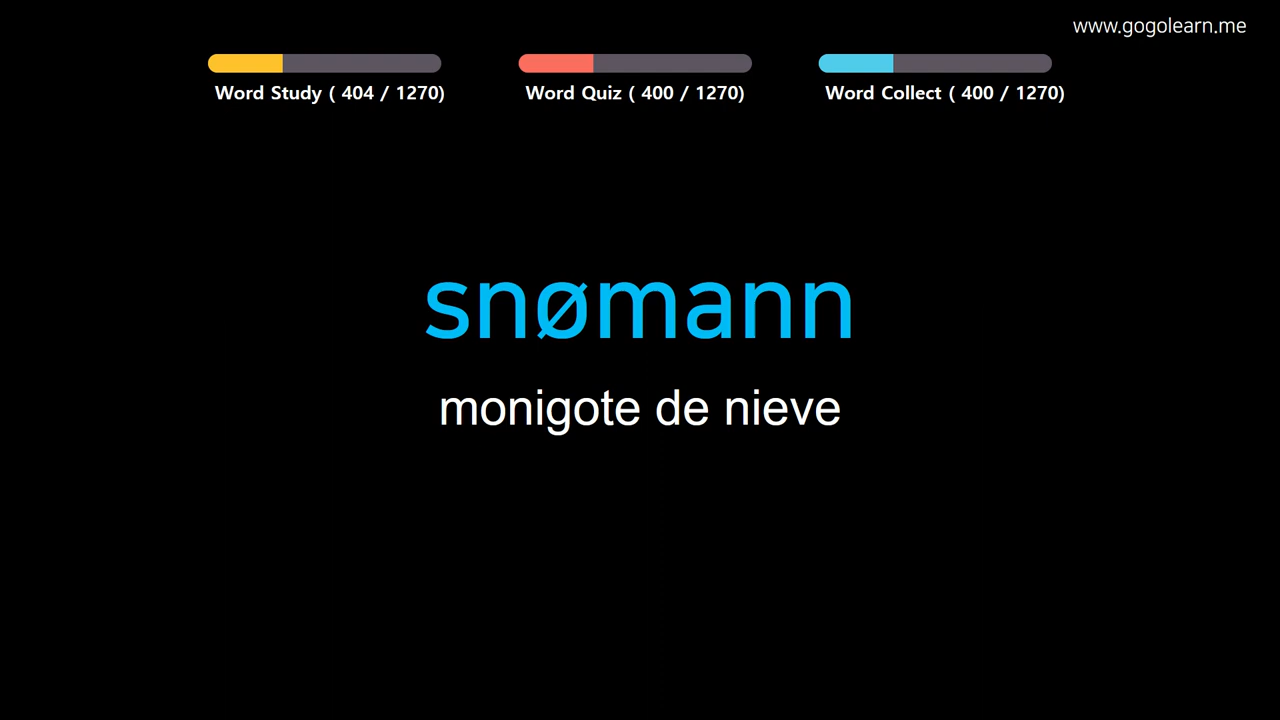 www.gogolearn.me
Word Study ( 404 / 1270)
Word Quiz ( 400 / 1270)
Word Collect ( 400 / 1270)
snømann
monigote de nieve